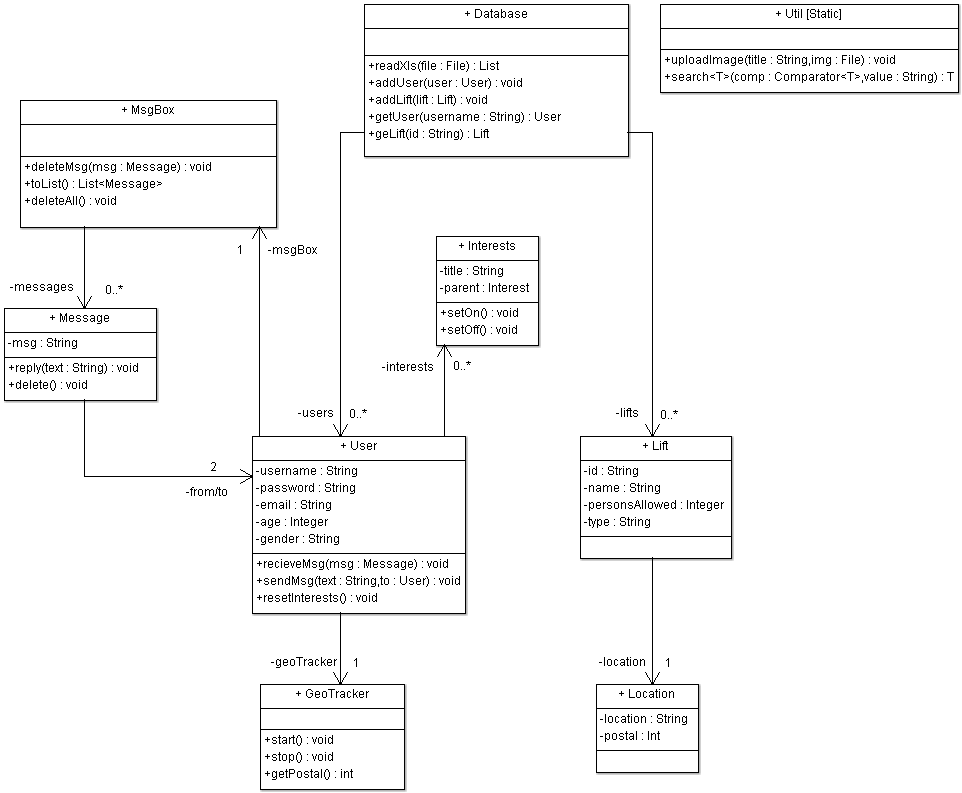 + Database
+readXls(file : File) : List
+addUser(user : User) : void
+addLift(lift : Lift) : void
+getUser(username : String) : User
+geLift(id : String) : Lift
+ Util [Static]
+uploadImage(title : String,img : File) : void
+search<T>(comp : Comparator<T>,value : String) : T
+ MsgBox
+deleteMsg(msg : Message) : void
+toList() : List<Message>
+deleteAll() : void
1
-msgBox
-messages
0..*
+ Interests
-title : String
-parent : Interest
+setOn() : void
+setOff() : void
+ Message
-msg : String
+reply(text : String) : void
+delete() : void
-interests
0..*
-users
0..*
-lifts
0..*
2
-from/to
+ User
-username : String
-password : String
-email : String
-age : Integer
-gender : String
+recieveMsg(msg : Message) : void
+sendMsg(text : String,to : User) : void
+resetInterests() : void
+ Lift
-id : String
-name : String
-personsAllowed : Integer
-type : String
-geoTracker
1
-location
1
+ GeoTracker
+start() : void
+stop() : void
+getPostal() : int
+ Location
-location : String
-postal : Int